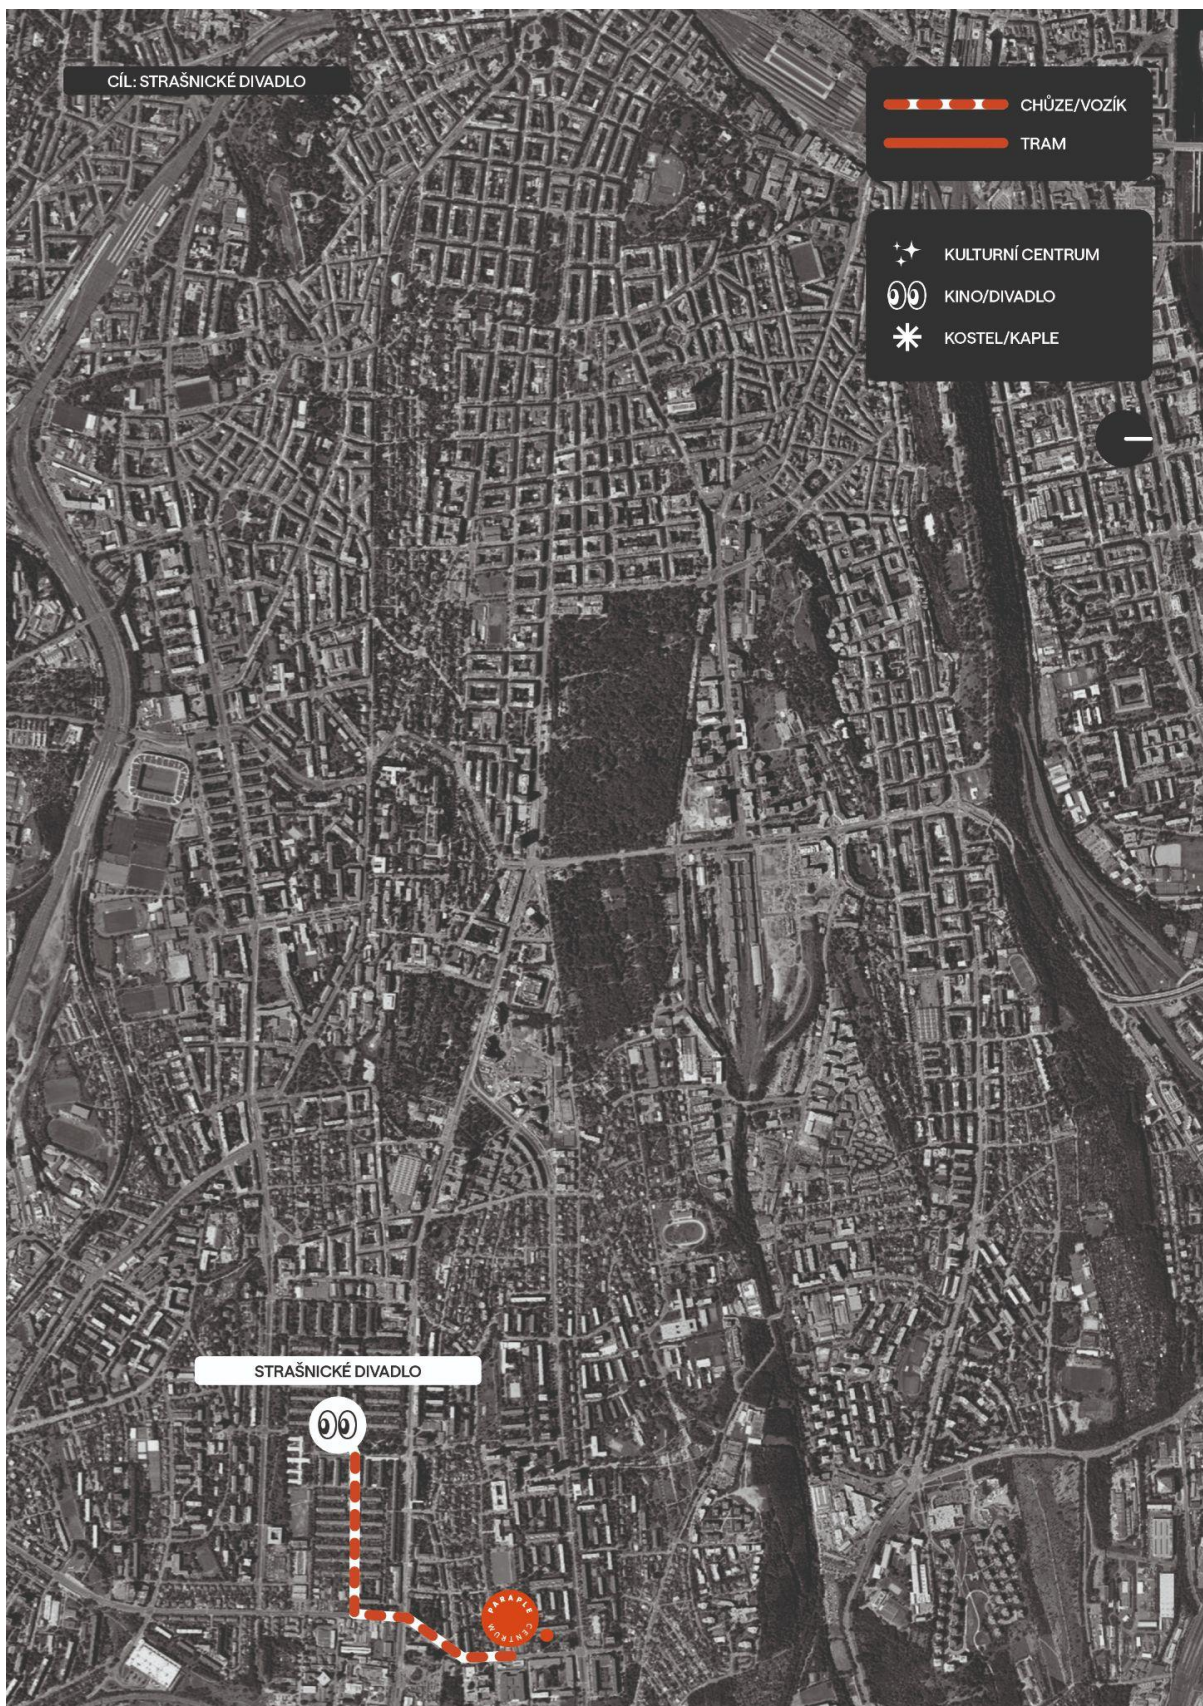 CÍL: STRAŠNICKÉ DIVADLO
CHŮZE/VOZÍK
TRAM
KULTURNÍ CENTRUM
KINO/DIVADLO
KOSTEL/KAPLE
STRAŠNICKÉ DIVADLO
PARAPLE
CENTRUM